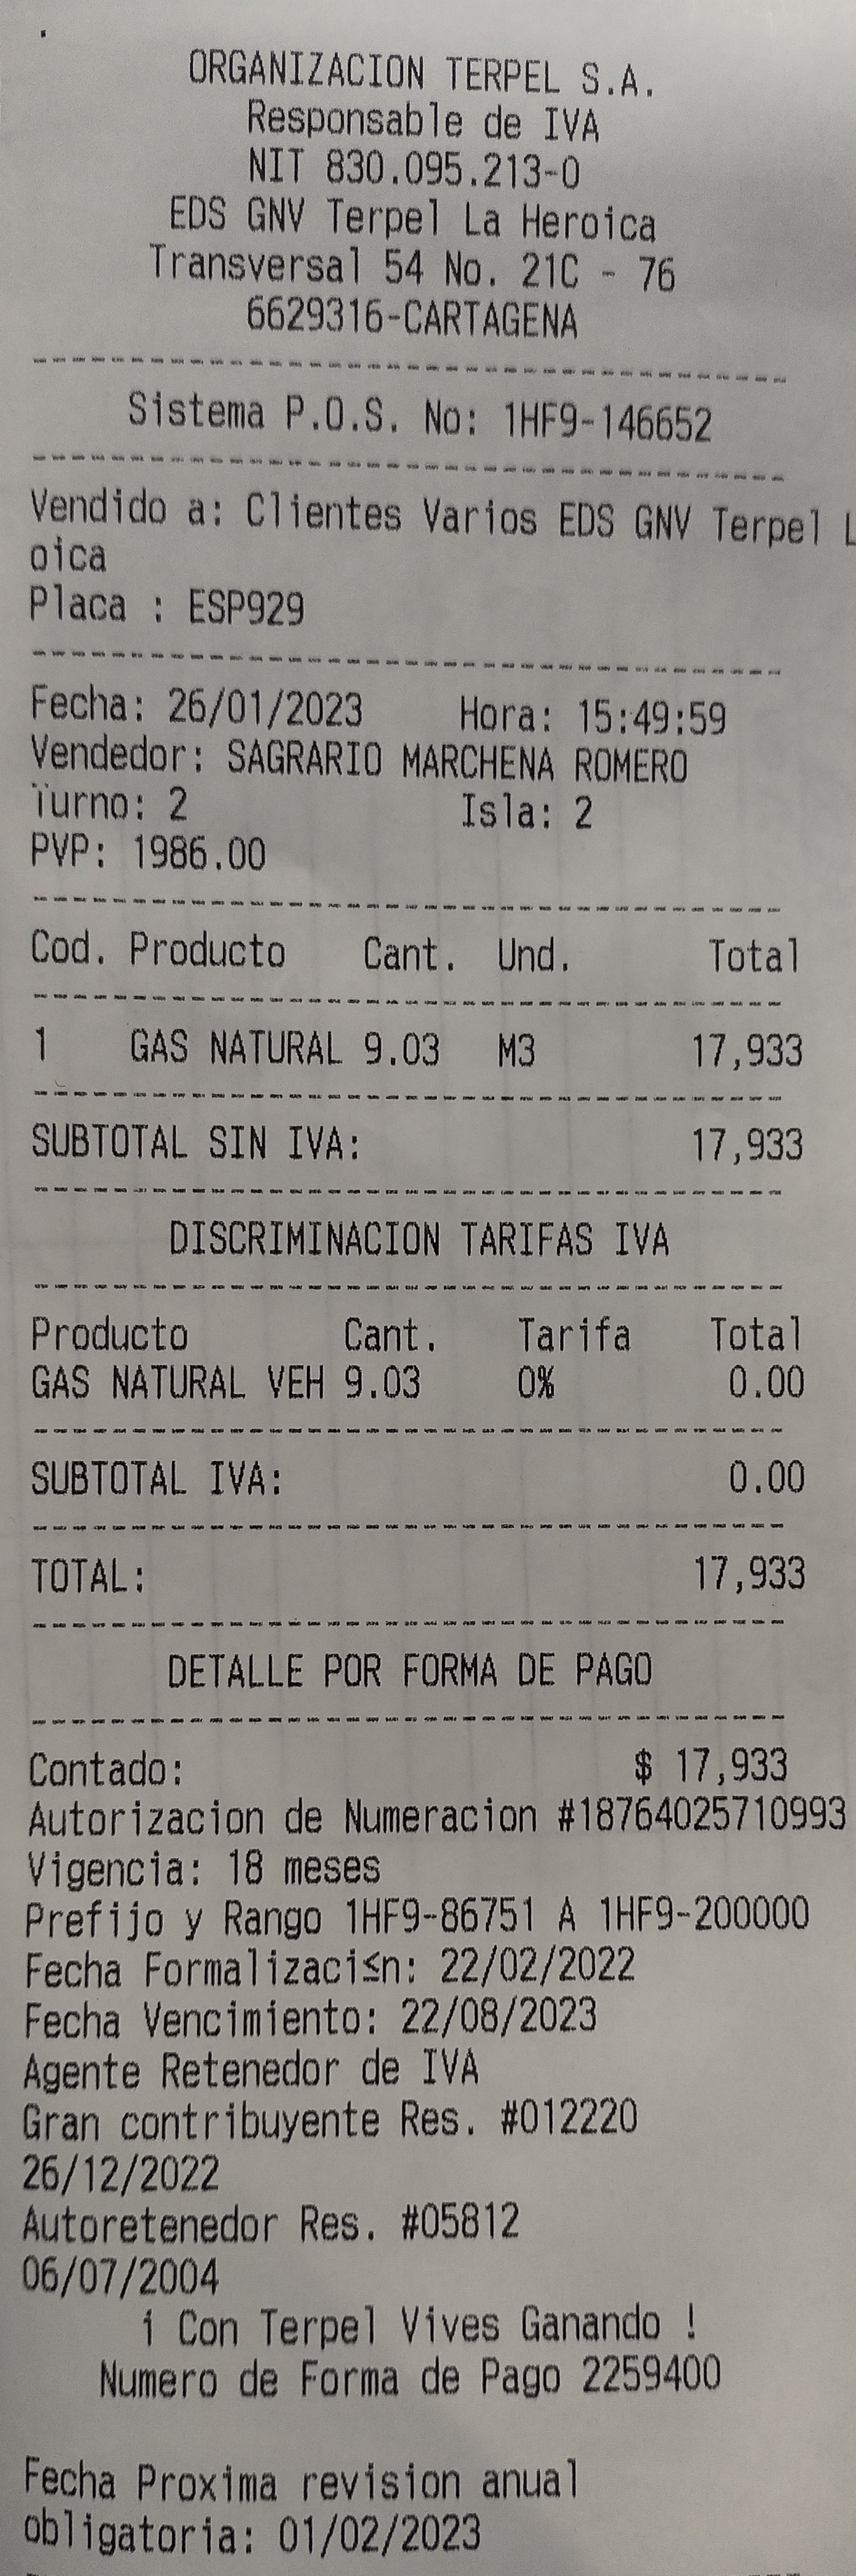 ORGANIZACION TERPEL S.A.
Responsable de IVA
NIT 830.095.213-0
EDS GNV Terpel La Heroica
Transversal 54 No. 21C - 76
6629316-CARTAGENA
Sistema P.O.S. No: 1HF9-146652
Vendido a: Clientes Varios EDS GNV Terpel L
oica
Placa : ESP929
Fecha: 26/01/2023 Hora: 15:49:59
Vendedor: SAGRARIO MARCHENA ROMERO
Turno: 2 Isla: 2
PVP: 1986.00
Cod. Producto Cant. Und. Total
1 GAS NATURAL 9.03 M3 17,933
SUBTOTAL SIN IVA: 17,933
DISCRIMINACION TARIFAS IVA
Producto Cant. Tarifa Total
GAS NATURAL VEH 9.03 0% 0.00
SUBTOTAL IVA: 0.00
TOTAL: 17,933
DETALLE POR FORMA DE PAGO
Contado: $ 17,933
Autorizacion de Numeracion #18764025710993
Vigencia: 18 meses
Prefijo y Rango 1HF9-86751 A 1HF9-200000
Fecha Formalizaci≤n: 22/02/2022
Fecha Vencimiento: 22/08/2023
Agente Retenedor de IVA
Gran contribuyente Res. #012220
26/12/2022
Autoretenedor Res. #05812
06/07/2004
¡ Con Terpel Vives Ganando !
Numero de Forma de Pago 2259400
Fecha Proxima revision anual
obligatoria: 01/02/2023